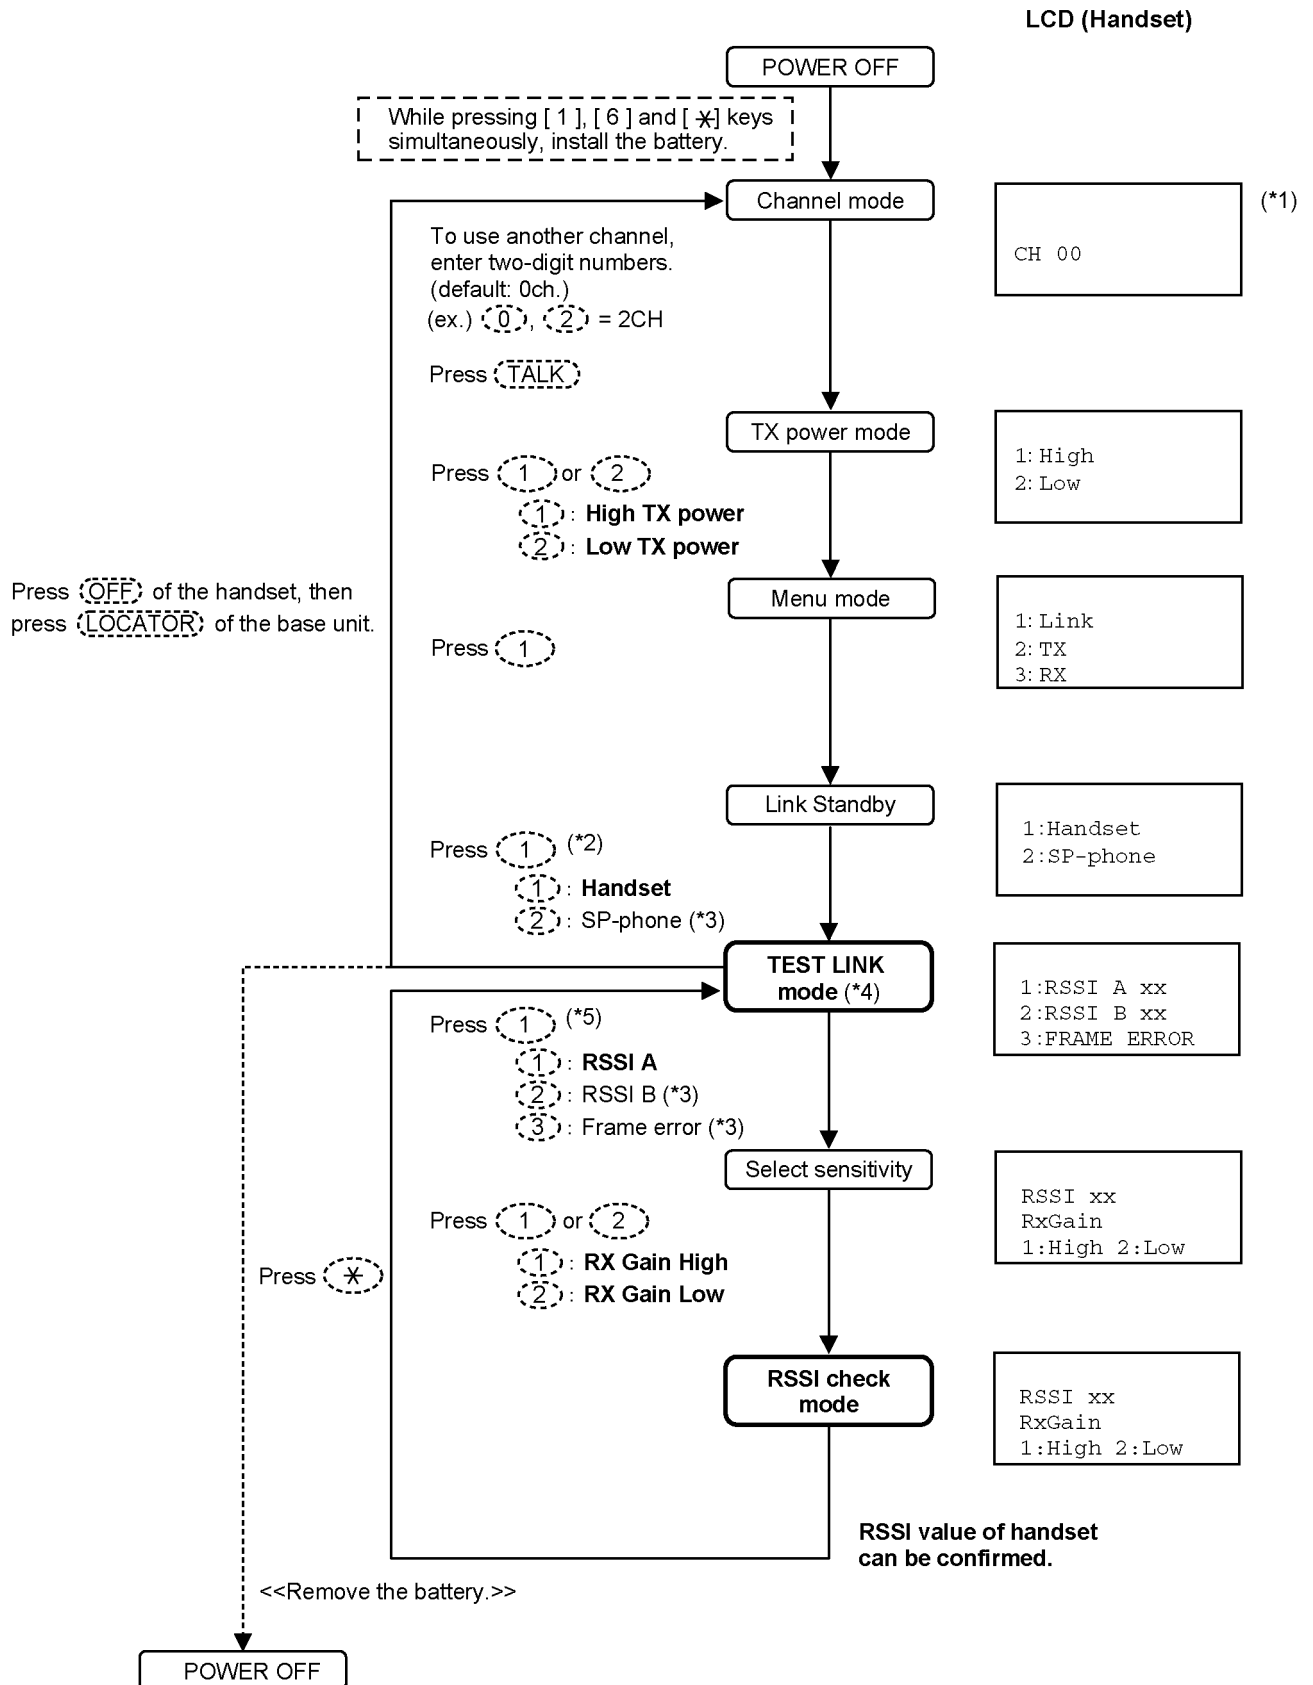 LCD (Handset)
POWER OFF
While pressing [ 1 ], [ 6 ] and [ * ] keys
simultaneously, install the battery.
Channel mode
(*1)
CH 00
To use another channel,
enter two-digit numbers.
(default: 0ch.)
(ex.) 0, 2 = 2CH
Press TALK
TX power mode
1: High
2: Low
Press 1 or 2
1 : High TX power
2 : Low TX power
Menu mode
1: Link
2: TX
3: RX
Press OFF of the handset, then
press LOCATOR of the base unit.
Press 1
Link Standby
1:Handset
2:SP-phone
Press 1 (*2)
1 : Handset
2 : SP-phone (*3)
TEST LINK
mode (*4)
1:RSSI A xx
2:RSSI B xx
3:FRAME ERROR
Press 1 (*5)
1 : RSSI A
2 : RSSI B (*3)
3 : Frame error (*3)
Select sensitivity
RSSI xx
RxGain
1:High 2:Low
Press 1 or 2
1 : RX Gain High
2 : RX Gain Low
Press *
RSSI check
mode
RSSI xx
RxGain
1:High 2:Low
RSSI value of handset
can be confirmed.
<<Remove the battery.>>
POWER OFF